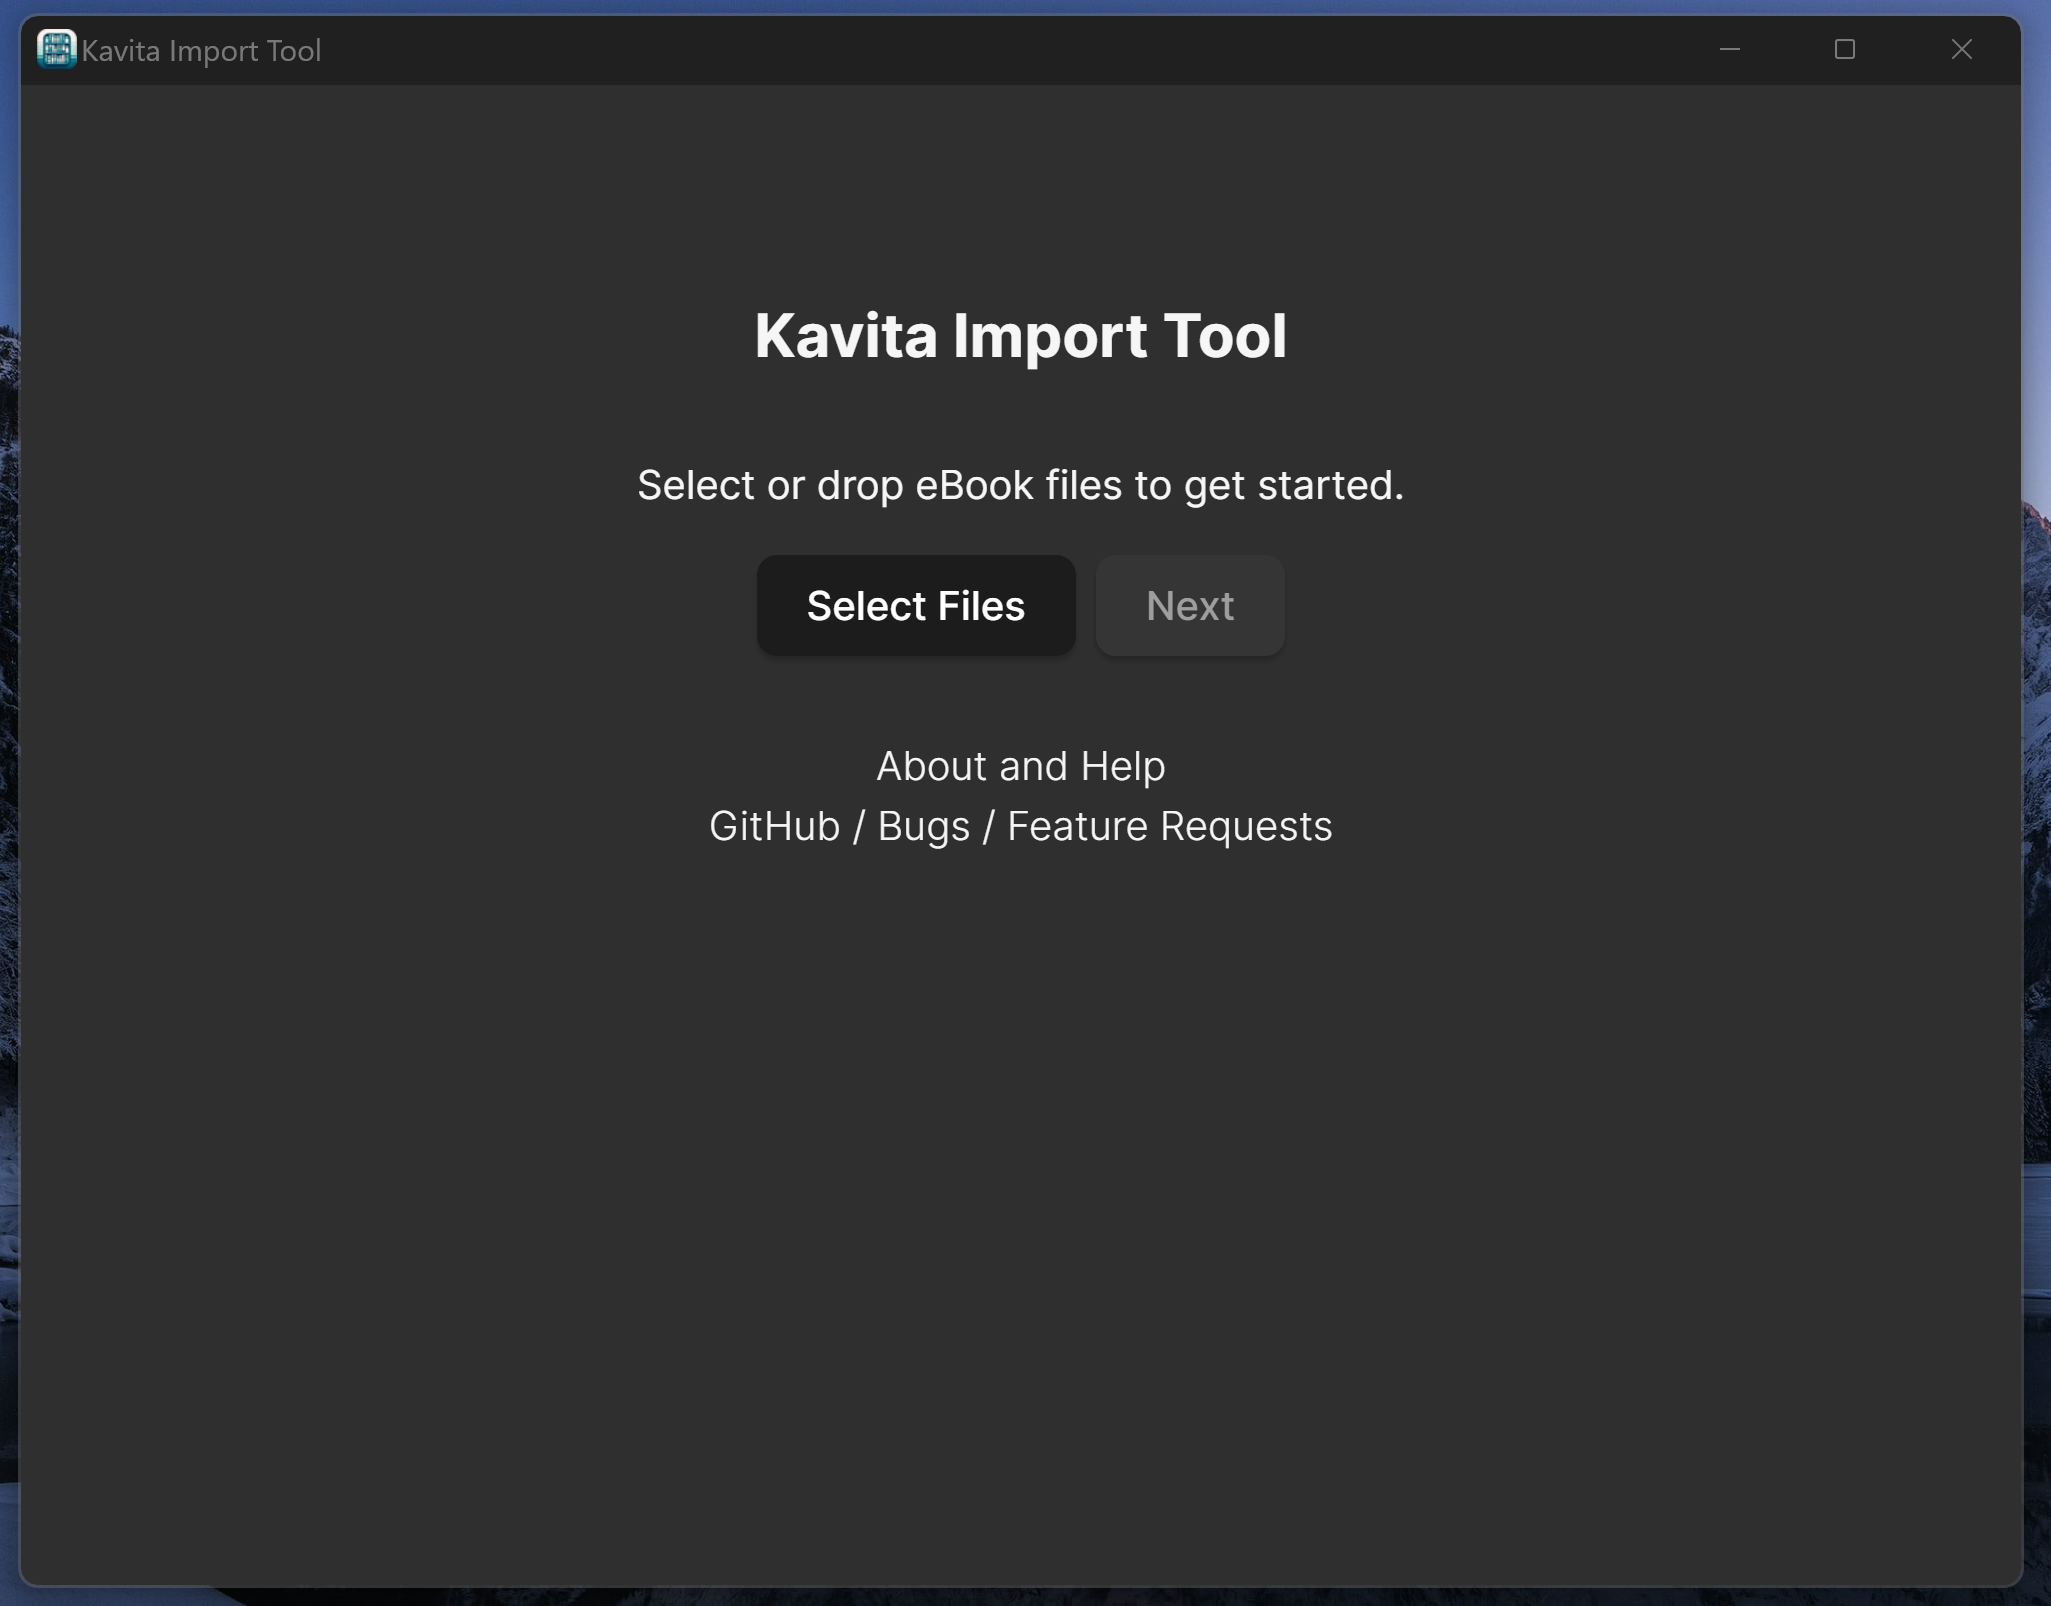 Kavita Import Tool
Kavita Import Tool
Select or drop eBook files to get started.
Select Files Next
About and Help
GitHub / Bugs / Feature Requests